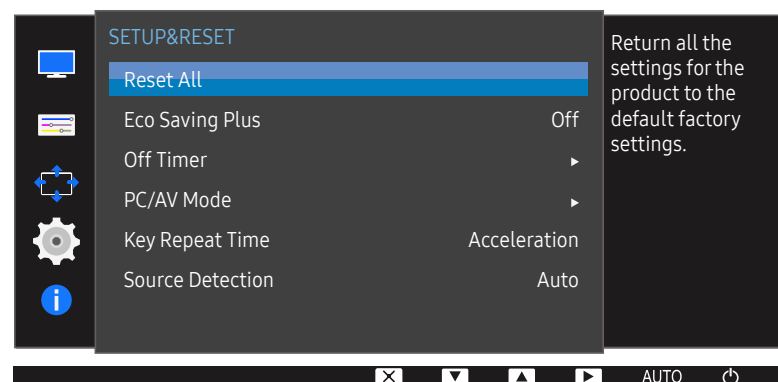 SETUP&RESET
Reset All
Eco Saving Plus Off
Off Timer
PC/AV Mode
Key Repeat Time Acceleration
Source Detection Auto
Return all the
settings for the
product to the
default factory
settings.
AUTO